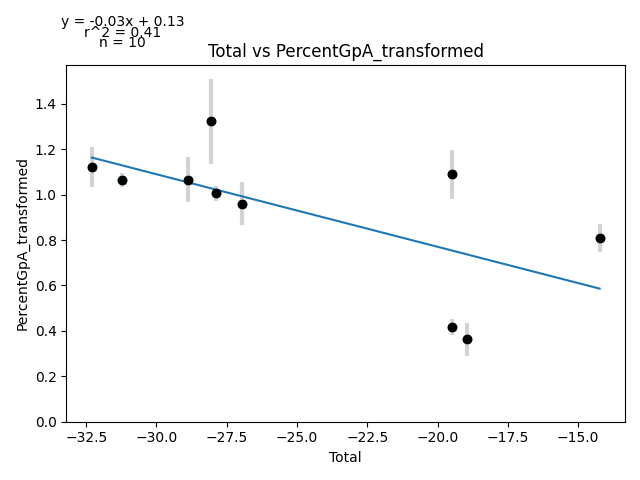 y = -0.03x + 0.13
r^2 = 0.41
n = 10
Total vs PercentGpA_transformed
PercentGpA_transformed
1.4
1.2
1.0
0.8
0.6
0.4
0.2
0.0
−32.5 −30.0 −27.5 −25.0 −22.5 −20.0 −17.5 −15.0
Total